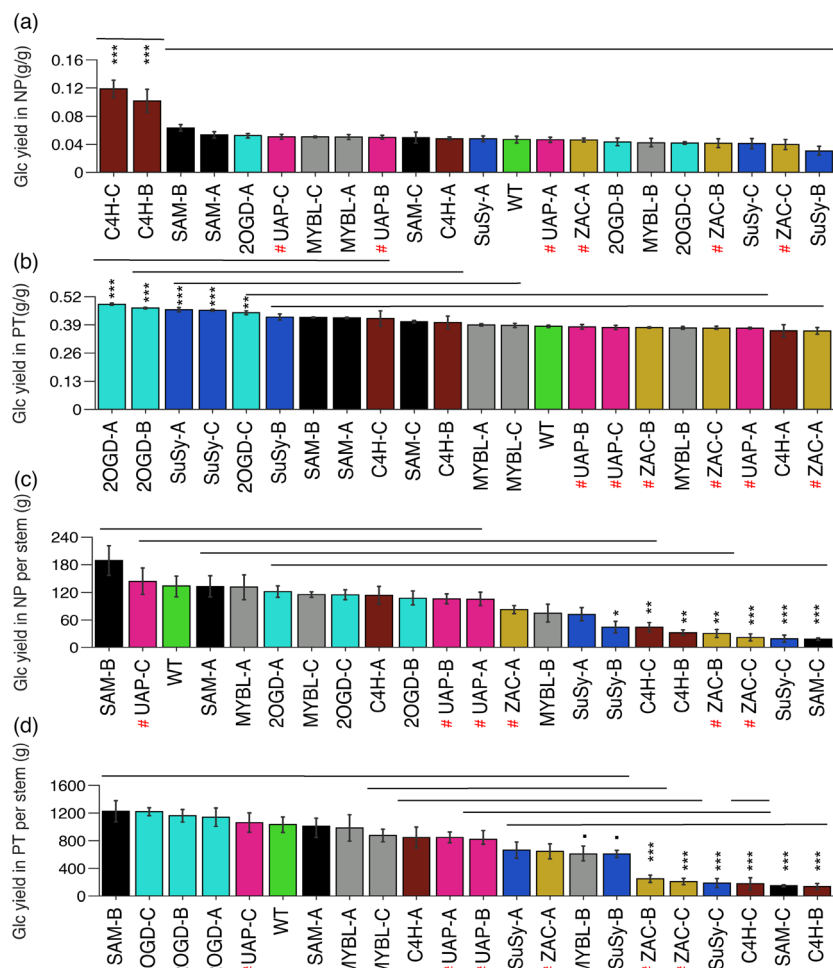 (a)
Glc yield in NP(g/g)
0.16
0.12
0.08
0.04
0
*** ***
C4H-C C4H-B SAM-B SAM-A 2OGD-A #UAP-C MYBL-C MYBL-A #UAP-B SAM-C C4H-A SuSy-A WT #UAP-A #ZAC-A 2OGD-B MYBL-B 2OGD-C #ZAC-B SuSy-C #ZAC-C SuSy-B
(b)
Glc yield in PT(g/g)
0.52
0.39
0.26
0.13
0
*** *** **** *** **
2OGD-A 2OGD-B SuSy-A SuSy-C 2OGD-C SuSy-B SAM-B SAM-A C4H-C SAM-C C4H-B MYBL-A MYBL-C WT #UAP-B #UAP-C #ZAC-B MYBL-B #ZAC-C #UAP-A C4H-A #ZAC-A
(c)
Glc yield in NP per stem (g)
240
180
120
60
0
* ** ** ** *** *** ***
SAM-B #UAP-C WT SAM-A MYBL-A 2OGD-A MYBL-C 2OGD-C C4H-A 2OGD-B #UAP-B #UAP-A #ZAC-A MYBL-B SuSy-A SuSy-B C4H-C C4H-B #ZAC-B #ZAC-C SuSy-C SAM-C
(d)
Glc yield in PT per stem (g)
1600
1200
800
400
0
. . *** *** *** *** *** ***
SAM-B OGD-C OGD-B OGD-A #UAP-C WT SAM-A MYBL-A MYBL-C C4H-A #UAP-A #UAP-B SuSy-A #ZAC-A MYBL-B SuSy-B #ZAC-B #ZAC-C SuSy-C C4H-C SAM-C C4H-B